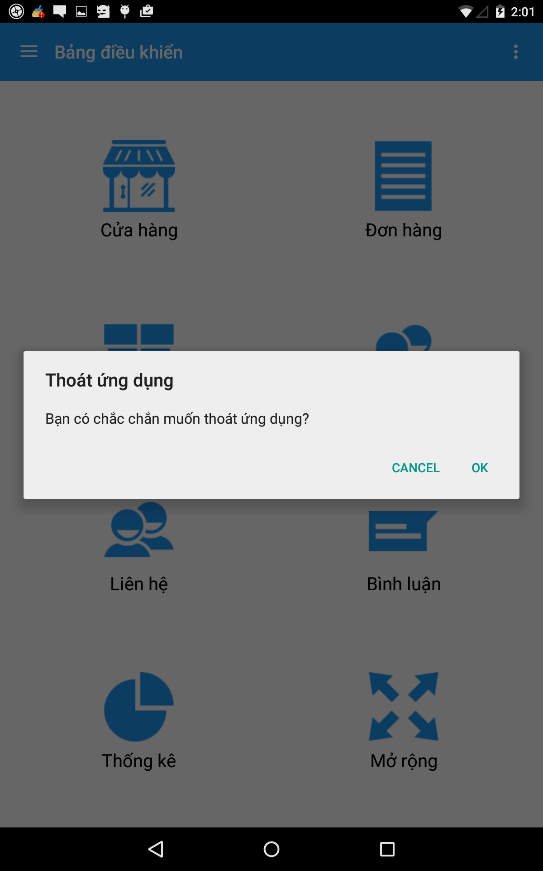 2:01
Bảng điều khiển
Cửa hàng
Đơn hàng
Thoát ứng dụng
Bạn có chắc chắn muốn thoát ứng dụng?
CANCEL
OK
Liên hệ
Bình luận
Thống kê
Mở rộng